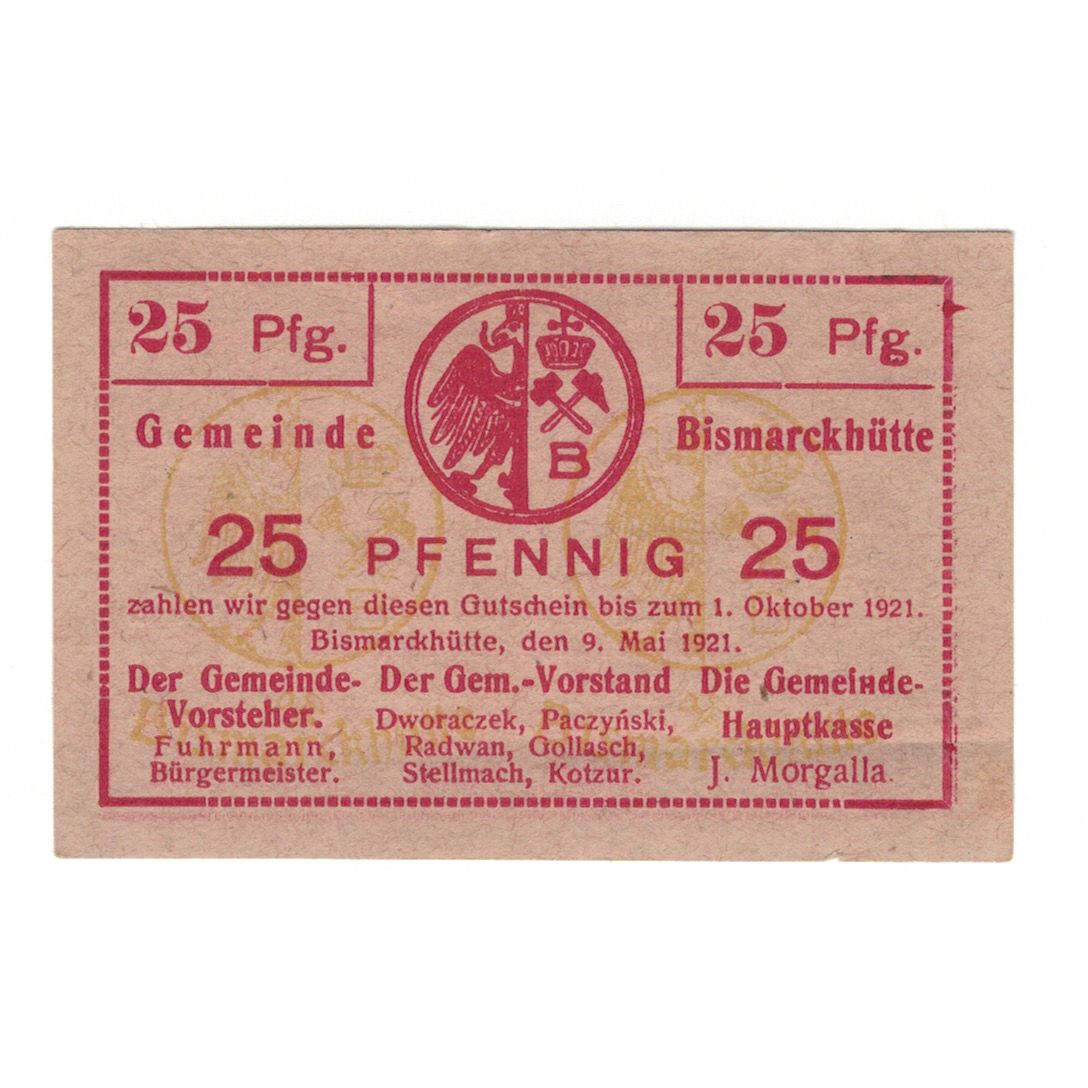 25 Pfg. 25 Pfg.
B
Gemeinde Bismarckhütte
25 PFENNIG 25
zahlen wir gegen diesen Gutschein bis zum 1. Oktober 1921.
Bismarckhütte, den 9. Mai 1921.
Der Gemeinde- Der Gem.-Vorstand Die Gemeinde-
Vorsteher. Dworaczek, Paczyński, Hauptkasse
Fuhrmann, Radwan, Gollasch,
Bürgermeister. Stellmach, Kotzur. J. Morgalla.